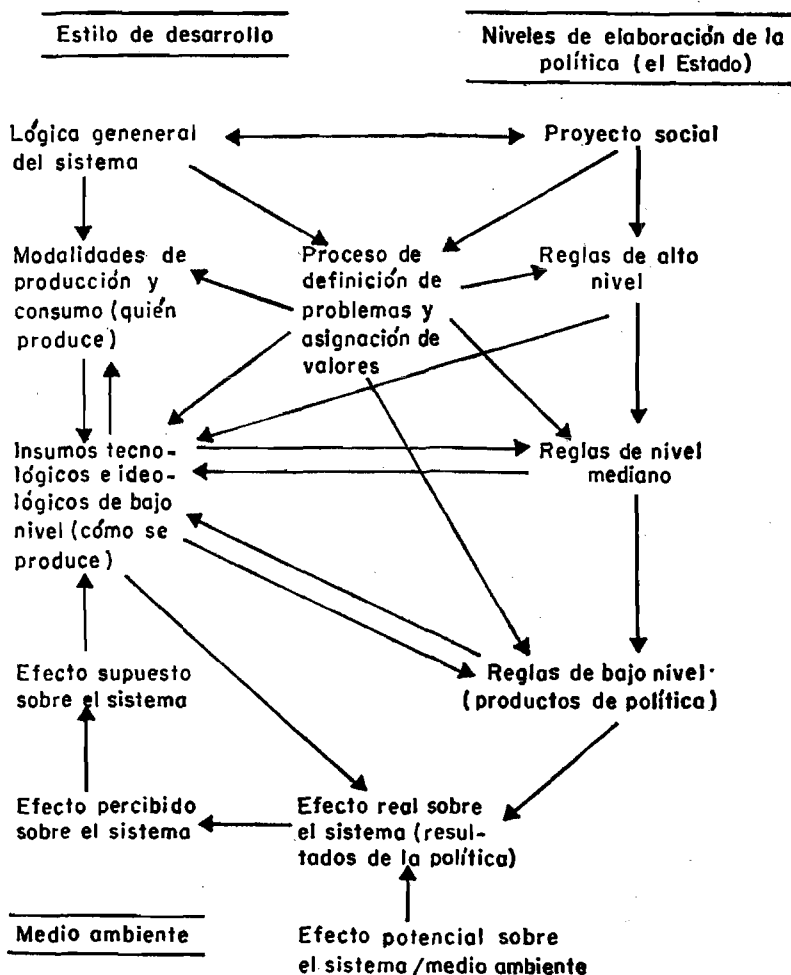 Estilo de desarrollo
Niveles de elaboración de la
política (el Estado)
Lógica geneneral
del sistema
Proyecto social
Modalidades de
producción y
consumo (quién
produce)
Proceso de
definición de
problemas y
asignación de
valores
Reglas de alto
nivel
Insumos tecno-
lógicos e ideo-
lógicos de bajo
nivel (cómo se
produce)
Reglas de nivel
mediano
Efecto supuesto
sobre el sistema
Reglas de bajo nivel
(productos de política)
Efecto percibido
sobre el sistema
Efecto real sobre
el sistema (resul-
tados de la política)
Medio ambiente
Efecto potencial sobre
el sistema/medio ambiente